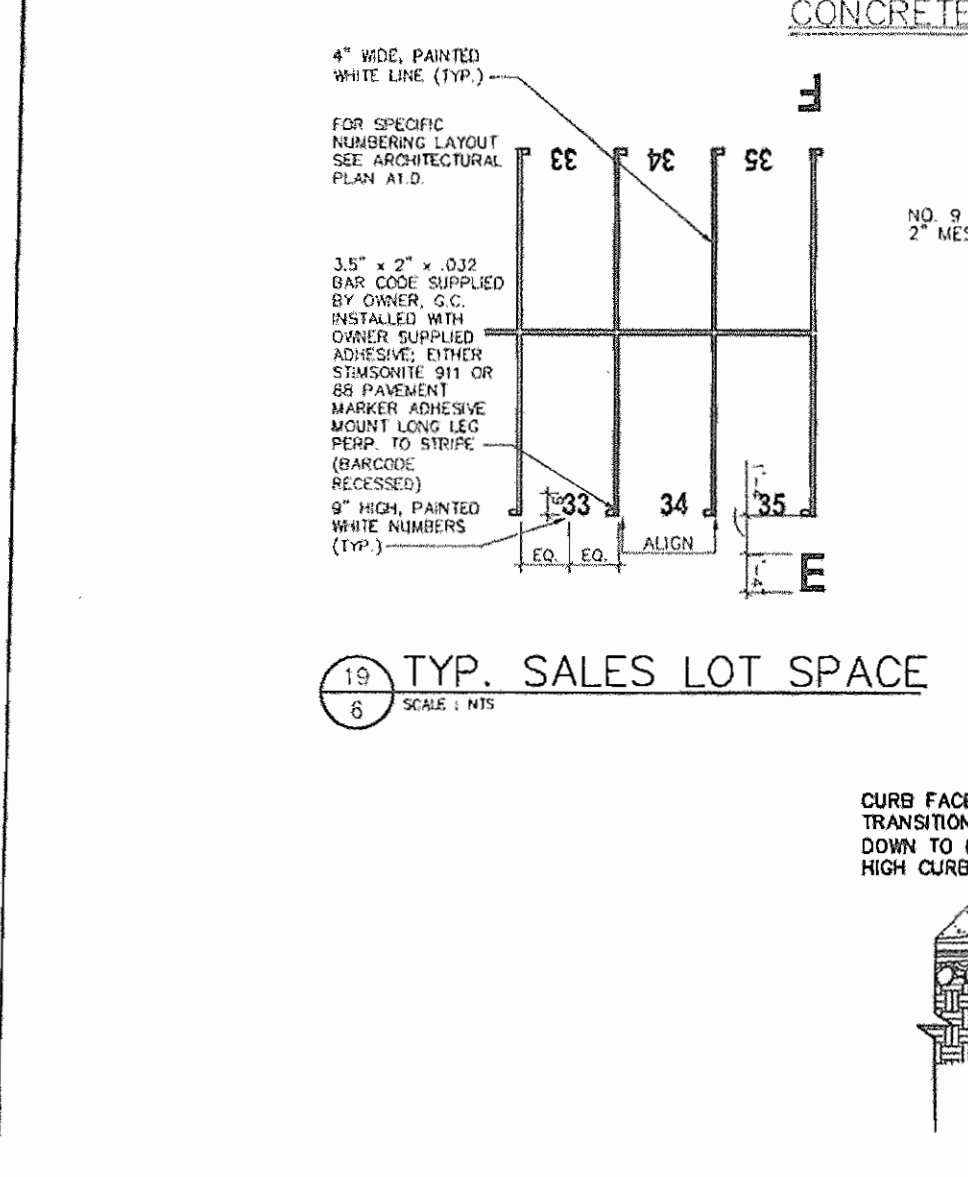 CONCRETE
4" WIDE, PAINTED
WHITE LINE (TYP.)
F
FOR SPECIFIC
NUMBERING LAYOUT
SEE ARCHITECTURAL
PLAN A1.D.
33 34 35
NO. 9
2" MES
3.5" x 2" x .032
BAR CODE SUPPLIED
BY OWNER, G.C.
INSTALLED WITH
OWNER SUPPLIED
ADHESIVE; EITHER
STIMSONITE 911 OR
88 PAVEMENT
MARKER ADHESIVE
MOUNT LONG LEG
PERP. TO STRIPE
(BARCODE
RECESSED)
9" HIGH, PAINTED
WHITE NUMBERS
(TYP.)
33 34 35
EQ. EQ. ALIGN
E
19 TYP. SALES LOT SPACE
6 SCALE : NTS
CURB FACE
TRANSITION
DOWN TO
HIGH CURB